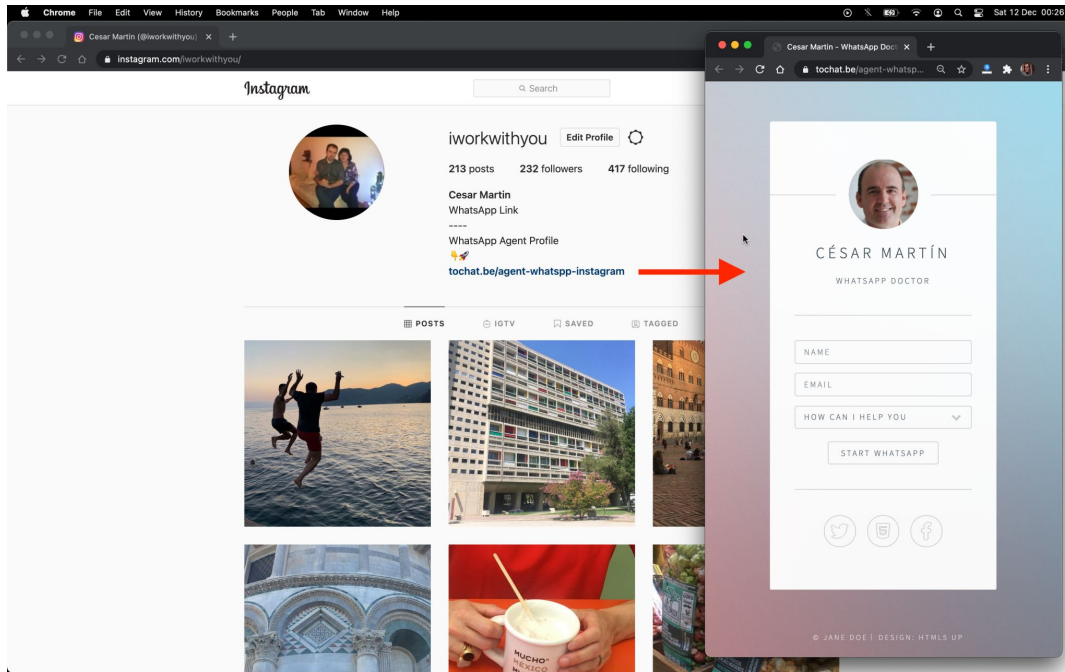 Chrome File Edit View History Bookmarks People Tab Window Help
Sat 12 Dec 00:26
Cesar Martin (@iworkwithyou)
instagram.com/iworkwithyou/
Instagram
Search
iworkwithyou Edit Profile
213 posts 232 followers 417 following
Cesar Martin
WhatsApp Link
----
WhatsApp Agent Profile
👇🚀
tochat.be/agent-whatspp-instagram
POSTS IGTV SAVED TAGGED
MUCHO
MÉXICO
Cesar Martin - WhatsApp Doct
tochat.be/agent-whatsp...
CÉSAR MARTÍN
WHATSAPP DOCTOR
NAME
EMAIL
HOW CAN I HELP YOU
START WHATSAPP
© JANE DOE | DESIGN: HTML5 UP